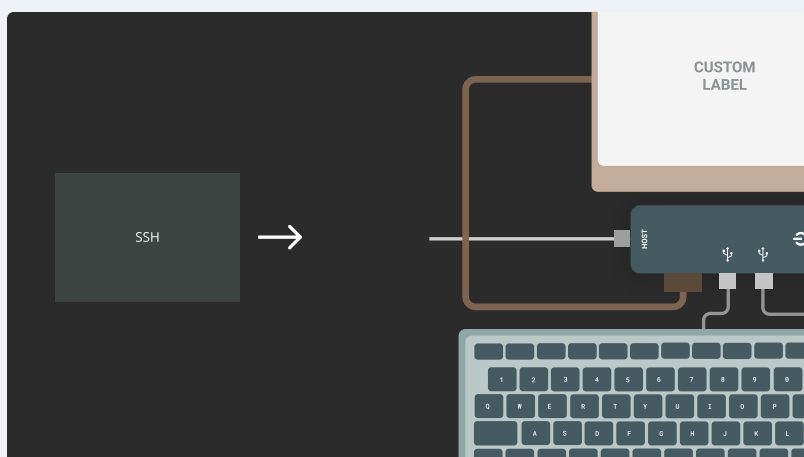 CUSTOM
LABEL
SSH
HOST
1 2 3 4 5 6 7 8 9 0
Q W E R T Y U I O P
A S D F G H J K L